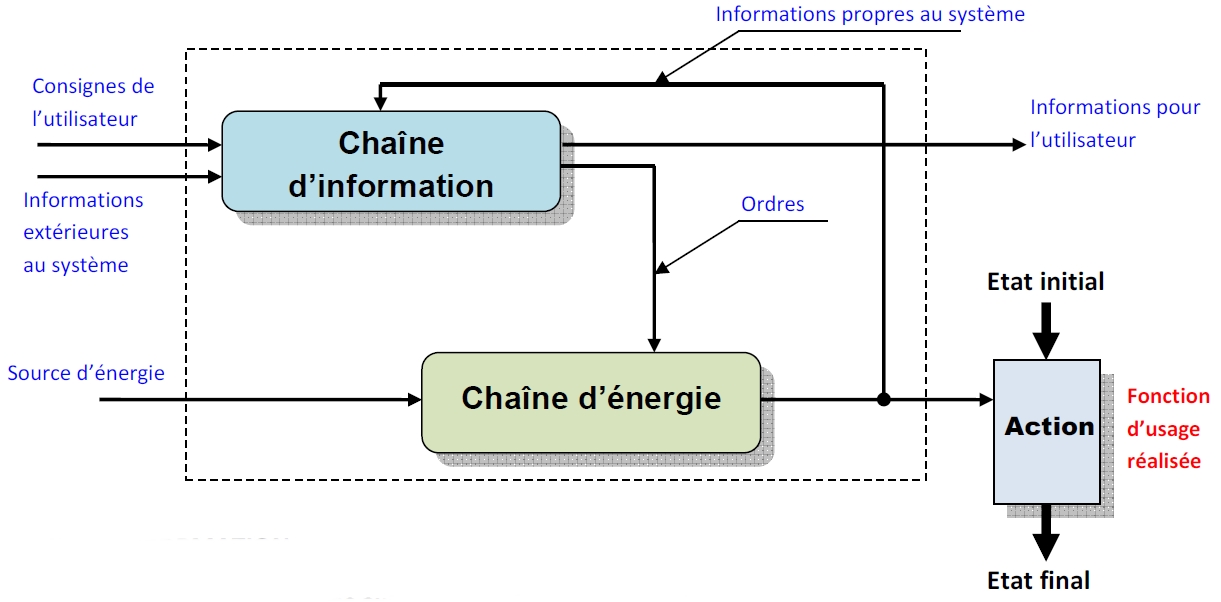 Informations propres au système
Consignes de
l'utilisateur
Informations pour
l'utilisateur
Chaîne
d'information
Informations
extérieures
au système
Ordres
Etat initial
Source d'énergie
Chaîne d'énergie
Action
Fonction
d'usage
réalisée
Etat final